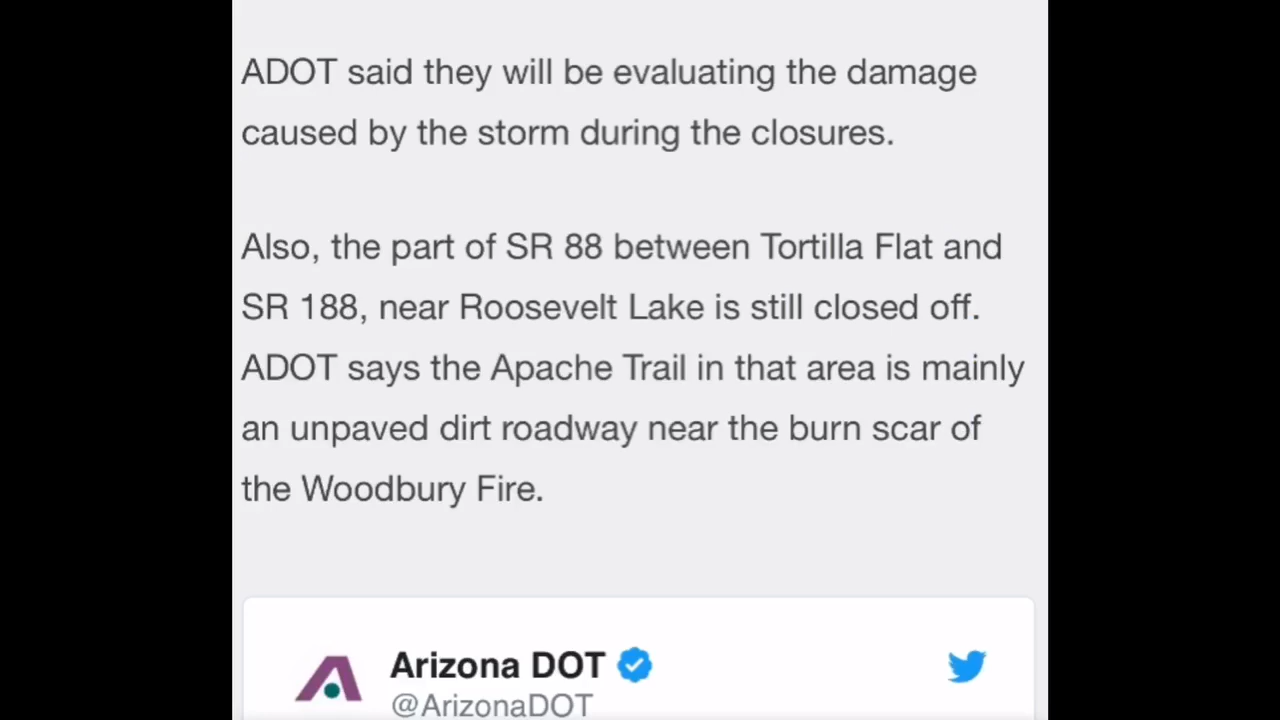 ADOT said they will be evaluating the damage
caused by the storm during the closures.
Also, the part of SR 88 between Tortilla Flat and
SR 188, near Roosevelt Lake is still closed off.
ADOT says the Apache Trail in that area is mainly
an unpaved dirt roadway near the burn scar of
the Woodbury Fire.
Arizona DOT
@ArizonaDOT